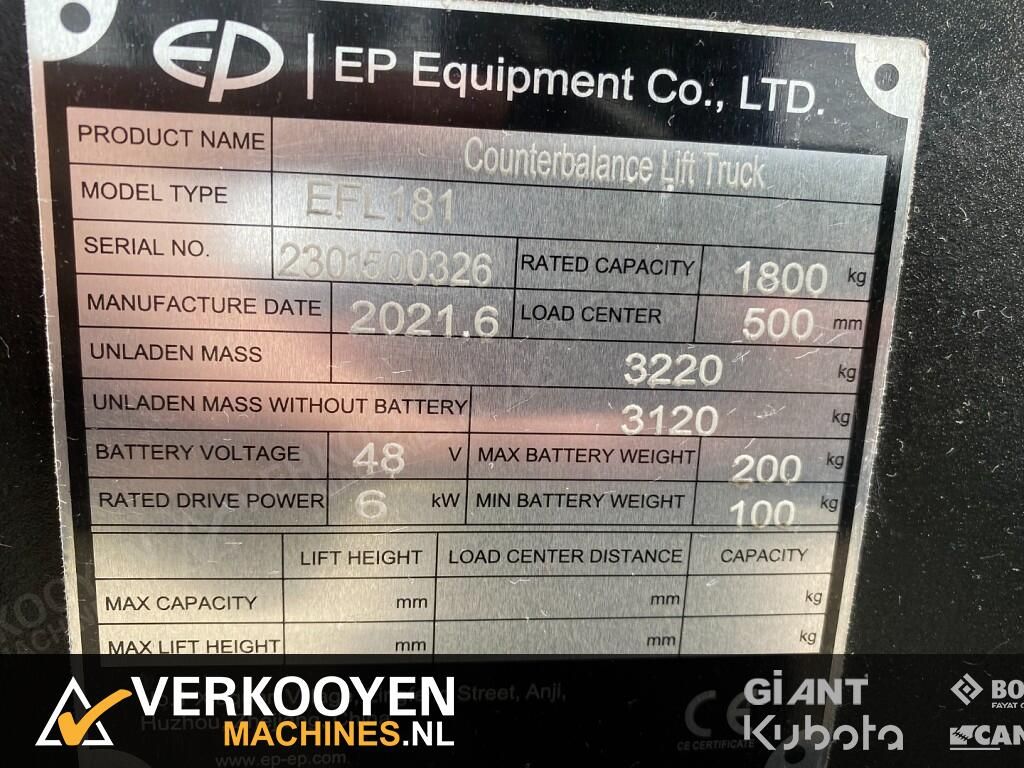 EP | EP Equipment Co., LTD.
PRODUCT NAME Counterbalance Lift Truck
MODEL TYPE EFL181
SERIAL NO. 2301500326 RATED CAPACITY 1800 kg
MANUFACTURE DATE 2021.6 LOAD CENTER 500 mm
UNLADEN MASS 3220 kg
UNLADEN MASS WITHOUT BATTERY 3120 kg
BATTERY VOLTAGE 48 V MAX BATTERY WEIGHT 200 kg
RATED DRIVE POWER 6 kW MIN BATTERY WEIGHT 100 kg
LIFT HEIGHT LOAD CENTER DISTANCE CAPACITY
MAX CAPACITY mm mm kg
MAX LIFT HEIGHT mm mm kg
Street, Anji,
Huzhou,
www.ep-ep.com
CE
CE CERTIFICATE
VERKOOYEN
MACHINES.NL
GiANT
Kubota